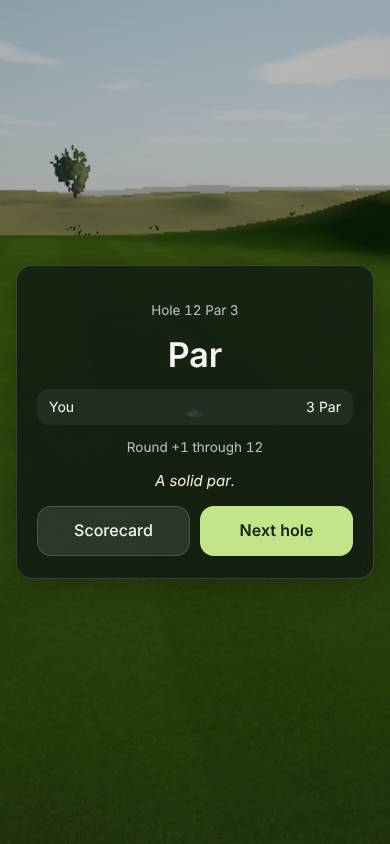 Hole 12 Par 3
Par
You 3 Par
Round +1 through 12
A solid par.
Scorecard Next hole